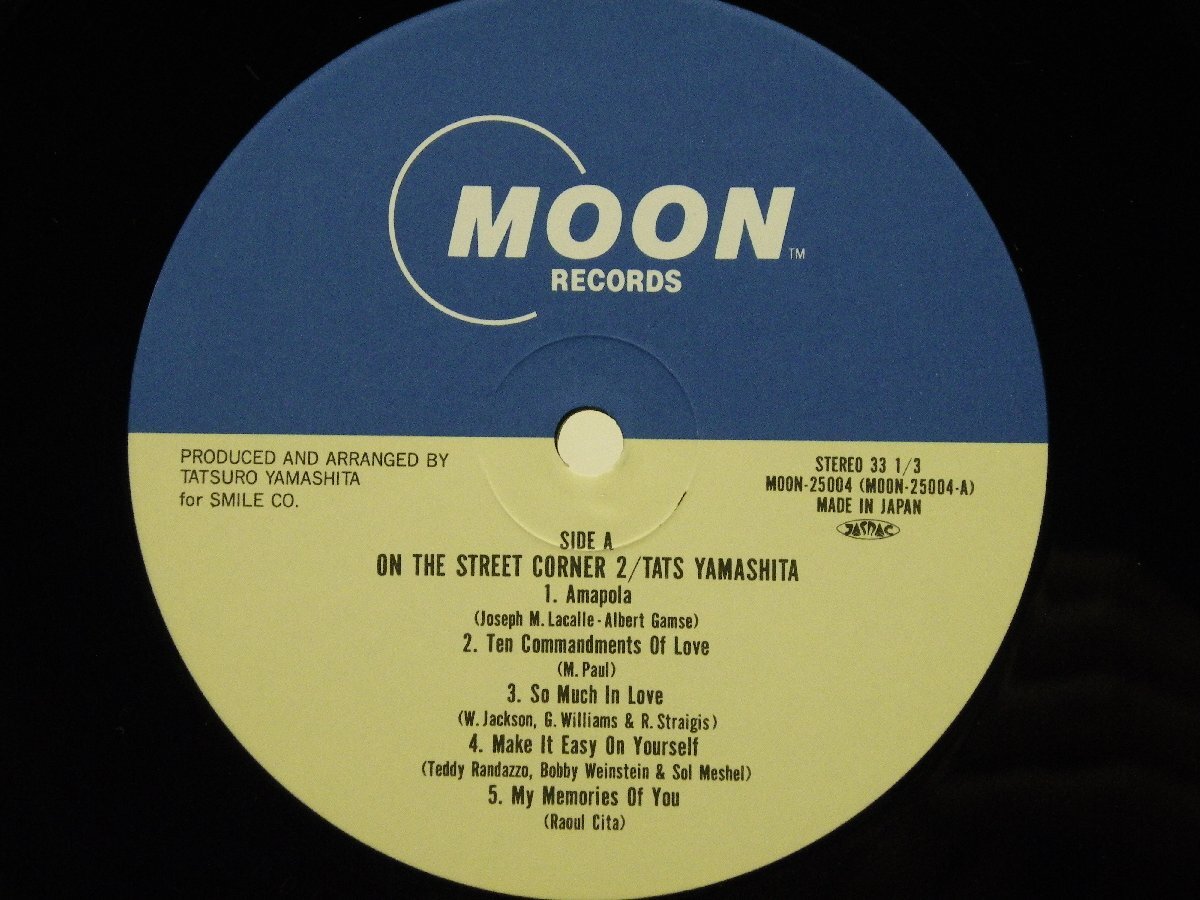 MOON TM
RECORDS
PRODUCED AND ARRANGED BY
TATSURO YAMASHITA
for SMILE CO.
STEREO 33 1/3
MOON-25004 (MOON-25004-A)
MADE IN JAPAN
JASRAC
SIDE A
ON THE STREET CORNER 2/TATS YAMASHITA
1. Amapola
(Joseph M. Lacalle-Albert Gamse)
2. Ten Commandments Of Love
(M. Paul)
3. So Much In Love
(W. Jackson, G. Williams & R. Straigis)
4. Make It Easy On Yourself
(Teddy Randazzo, Bobby Weinstein & Sol Meshel)
5. My Memories Of You
(Raoul Cita)